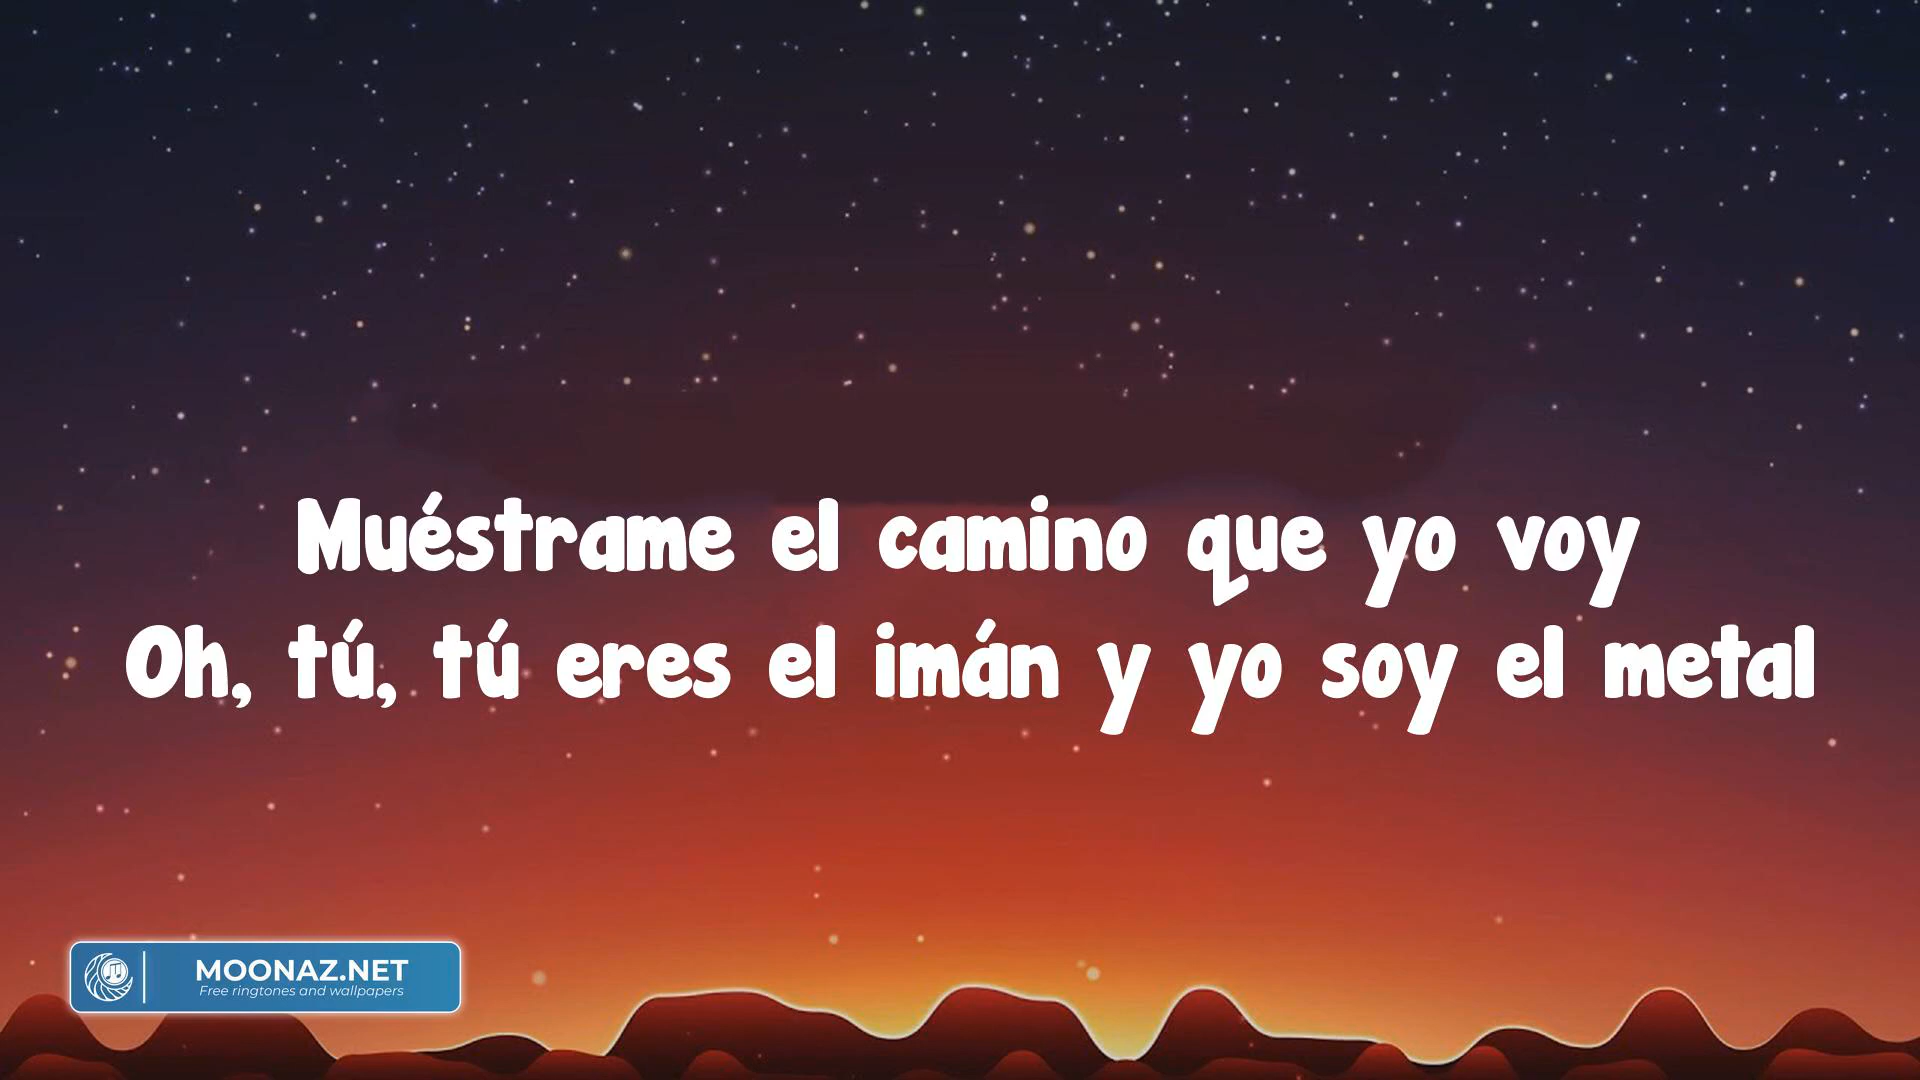 Muéstrame el camino que yo voy
Oh, tú, tú eres el imán y yo soy el metal
MOONAZ.NET
Free ringtones and wallpapers